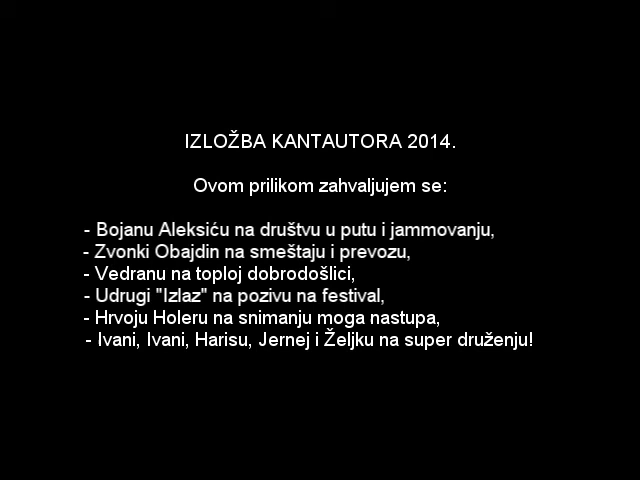 IZLOŽBA KANTAUTORA 2014.
Ovom prilikom zahvaljujem se:
- Bojanu Aleksiću na društvu u putu i jammovanju,
- Zvonki Obajdin na smeštaju i prevozu,
- Vedranu na toploj dobrodošlici,
- Udrugi "Izlaz" na pozivu na festival,
- Hrvoju Holeru na snimanju moga nastupa,
- Ivani, Ivani, Harisu, Jernej i Željku na super druženju!